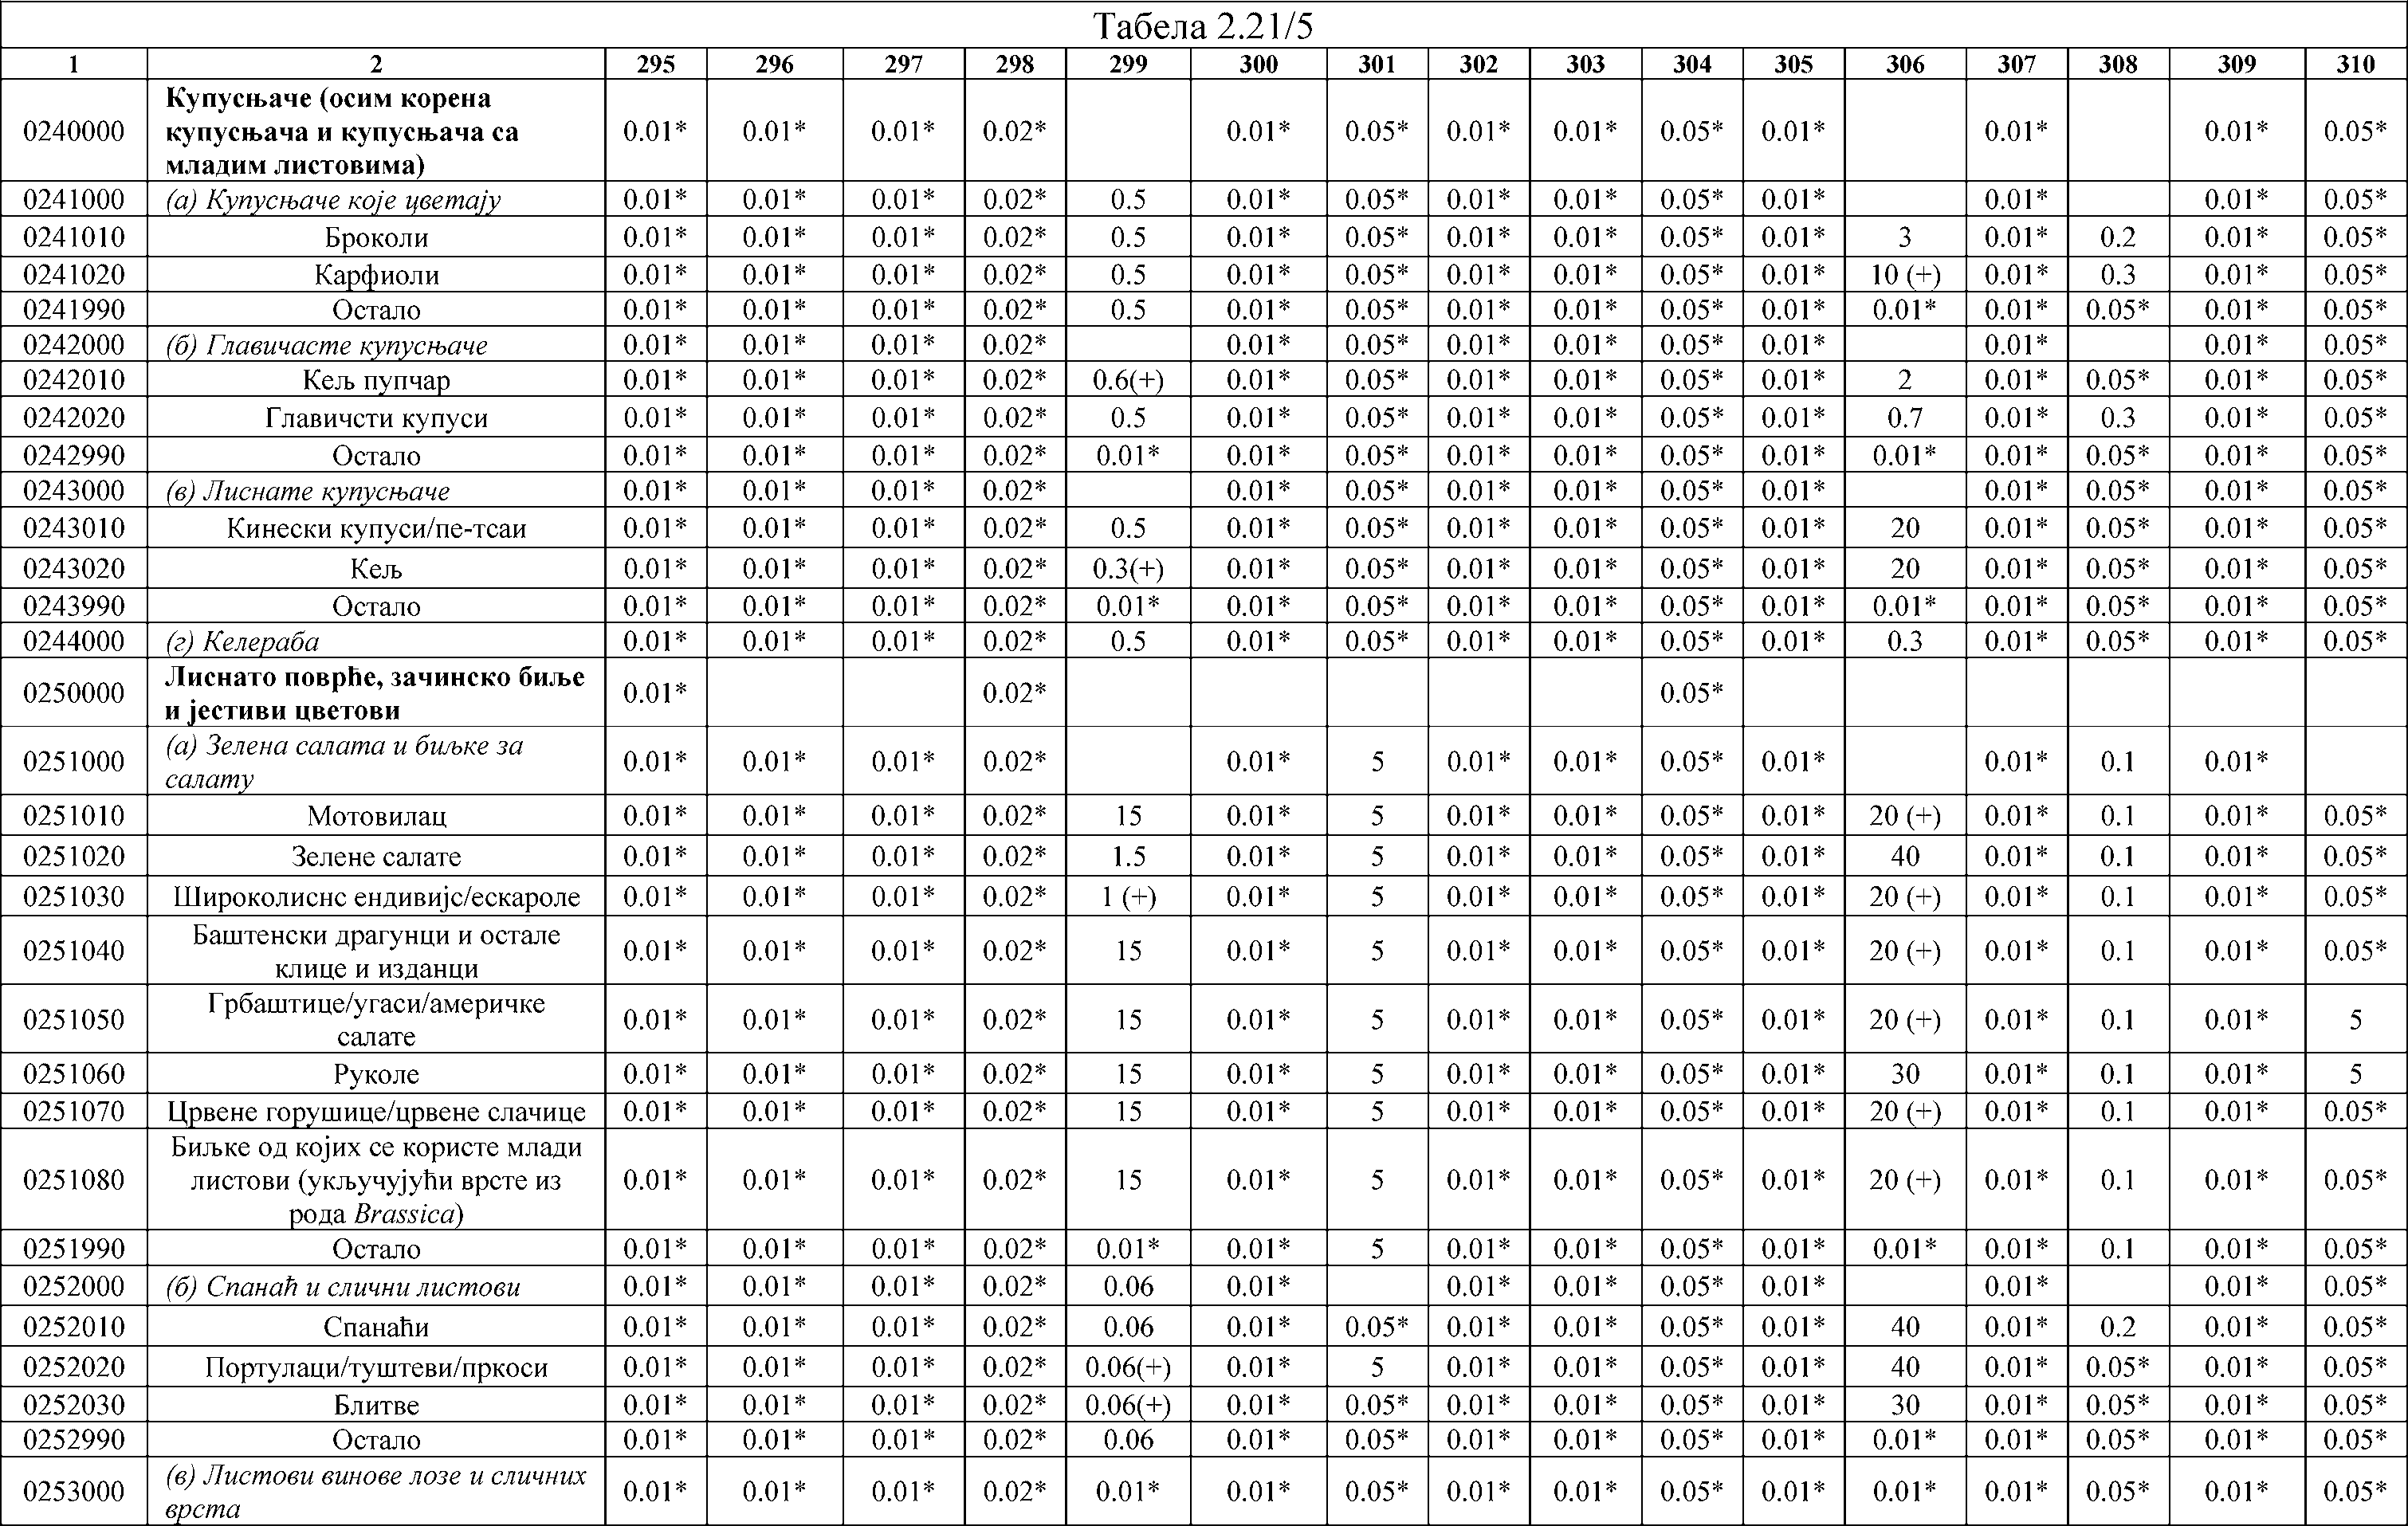 Табела 2.21/5
1 2 295 296 297 298 299 300 301 302 303 304 305 306 307 308 309 310
0240000 Купусњаче (осим корена купусњача и купусњача са младим листовима) 0.01* 0.01* 0.01* 0.02* 0.01* 0.05* 0.01* 0.01* 0.05* 0.01* 0.01* 0.01* 0.05*
0241000 (а) Купусњаче које цветају 0.01* 0.01* 0.01* 0.02* 0.5 0.01* 0.05* 0.01* 0.01* 0.05* 0.01* 0.01* 0.01* 0.05*
0241010 Броколи 0.01* 0.01* 0.01* 0.02* 0.5 0.01* 0.05* 0.01* 0.01* 0.05* 0.01* 3 0.01* 0.2 0.01* 0.05*
0241020 Карфиоли 0.01* 0.01* 0.01* 0.02* 0.5 0.01* 0.05* 0.01* 0.01* 0.05* 0.01* 10 (+) 0.01* 0.3 0.01* 0.05*
0241990 Остало 0.01* 0.01* 0.01* 0.02* 0.5 0.01* 0.05* 0.01* 0.01* 0.05* 0.01* 0.01* 0.01* 0.05* 0.01* 0.05*
0242000 (б) Главичасте купусњаче 0.01* 0.01* 0.01* 0.02* 0.01* 0.05* 0.01* 0.01* 0.05* 0.01* 0.01* 0.01* 0.05*
0242010 Кељ пупчар 0.01* 0.01* 0.01* 0.02* 0.6(+) 0.01* 0.05* 0.01* 0.01* 0.05* 0.01* 2 0.01* 0.05* 0.01* 0.05*
0242020 Главичсти купуси 0.01* 0.01* 0.01* 0.02* 0.5 0.01* 0.05* 0.01* 0.01* 0.05* 0.01* 0.7 0.01* 0.3 0.01* 0.05*
0242990 Остало 0.01* 0.01* 0.01* 0.02* 0.01* 0.01* 0.05* 0.01* 0.01* 0.05* 0.01* 0.01* 0.01* 0.05* 0.01* 0.05*
0243000 (в) Лиснате купусњаче 0.01* 0.01* 0.01* 0.02* 0.01* 0.05* 0.01* 0.01* 0.05* 0.01* 0.01* 0.05* 0.01* 0.05*
0243010 Кинески купуси/пе-тсаи 0.01* 0.01* 0.01* 0.02* 0.5 0.01* 0.05* 0.01* 0.01* 0.05* 0.01* 20 0.01* 0.05* 0.01* 0.05*
0243020 Кељ 0.01* 0.01* 0.01* 0.02* 0.3(+) 0.01* 0.05* 0.01* 0.01* 0.05* 0.01* 20 0.01* 0.05* 0.01* 0.05*
0243990 Остало 0.01* 0.01* 0.01* 0.02* 0.01* 0.01* 0.05* 0.01* 0.01* 0.05* 0.01* 0.01* 0.01* 0.05* 0.01* 0.05*
0244000 (г) Келераба 0.01* 0.01* 0.01* 0.02* 0.5 0.01* 0.05* 0.01* 0.01* 0.05* 0.01* 0.3 0.01* 0.05* 0.01* 0.05*
0250000 Лиснато поврће, зачинско биље и јестиви цветови 0.01* 0.02* 0.05*
0251000 (а) Зелена салата и биљке за салату 0.01* 0.01* 0.01* 0.02* 0.01* 5 0.01* 0.01* 0.05* 0.01* 0.01* 0.1 0.01*
0251010 Мотовилац 0.01* 0.01* 0.01* 0.02* 15 0.01* 5 0.01* 0.01* 0.05* 0.01* 20 (+) 0.01* 0.1 0.01* 0.05*
0251020 Зелене салате 0.01* 0.01* 0.01* 0.02* 1.5 0.01* 5 0.01* 0.01* 0.05* 0.01* 40 0.01* 0.1 0.01* 0.05*
0251030 Широколиснс ендивијс/ескароле 0.01* 0.01* 0.01* 0.02* 1 (+) 0.01* 5 0.01* 0.01* 0.05* 0.01* 20 (+) 0.01* 0.1 0.01* 0.05*
0251040 Баштенски драгунци и остале клице и изданци 0.01* 0.01* 0.01* 0.02* 15 0.01* 5 0.01* 0.01* 0.05* 0.01* 20 (+) 0.01* 0.1 0.01* 0.05*
0251050 Грбаштице/угаси/америчке салате 0.01* 0.01* 0.01* 0.02* 15 0.01* 5 0.01* 0.01* 0.05* 0.01* 20 (+) 0.01* 0.1 0.01* 5
0251060 Руколе 0.01* 0.01* 0.01* 0.02* 15 0.01* 5 0.01* 0.01* 0.05* 0.01* 30 0.01* 0.1 0.01* 5
0251070 Црвене горушице/црвене слачице 0.01* 0.01* 0.01* 0.02* 15 0.01* 5 0.01* 0.01* 0.05* 0.01* 20 (+) 0.01* 0.1 0.01* 0.05*
0251080 Биљке од којих се користе млади листови (укључујући врсте из рода Brassica) 0.01* 0.01* 0.01* 0.02* 15 0.01* 5 0.01* 0.01* 0.05* 0.01* 20 (+) 0.01* 0.1 0.01* 0.05*
0251990 Остало 0.01* 0.01* 0.01* 0.02* 0.01* 0.01* 5 0.01* 0.01* 0.05* 0.01* 0.01* 0.01* 0.1 0.01* 0.05*
0252000 (б) Спанаћ и слични листови 0.01* 0.01* 0.01* 0.02* 0.06 0.01* 0.01* 0.01* 0.05* 0.01* 0.01* 0.01* 0.05*
0252010 Спанаћи 0.01* 0.01* 0.01* 0.02* 0.06 0.01* 0.05* 0.01* 0.01* 0.05* 0.01* 40 0.01* 0.2 0.01* 0.05*
0252020 Портулаци/туштеви/пркоси 0.01* 0.01* 0.01* 0.02* 0.06(+) 0.01* 5 0.01* 0.01* 0.05* 0.01* 40 0.01* 0.05* 0.01* 0.05*
0252030 Блитве 0.01* 0.01* 0.01* 0.02* 0.06(+) 0.01* 0.05* 0.01* 0.01* 0.05* 0.01* 30 0.01* 0.05* 0.01* 0.05*
0252990 Остало 0.01* 0.01* 0.01* 0.02* 0.06 0.01* 0.05* 0.01* 0.01* 0.05* 0.01* 0.01* 0.01* 0.05* 0.01* 0.05*
0253000 (в) Листови винове лозе и сличних врста 0.01* 0.01* 0.01* 0.02* 0.01* 0.01* 0.05* 0.01* 0.01* 0.05* 0.01* 0.01* 0.01* 0.05* 0.01* 0.05*